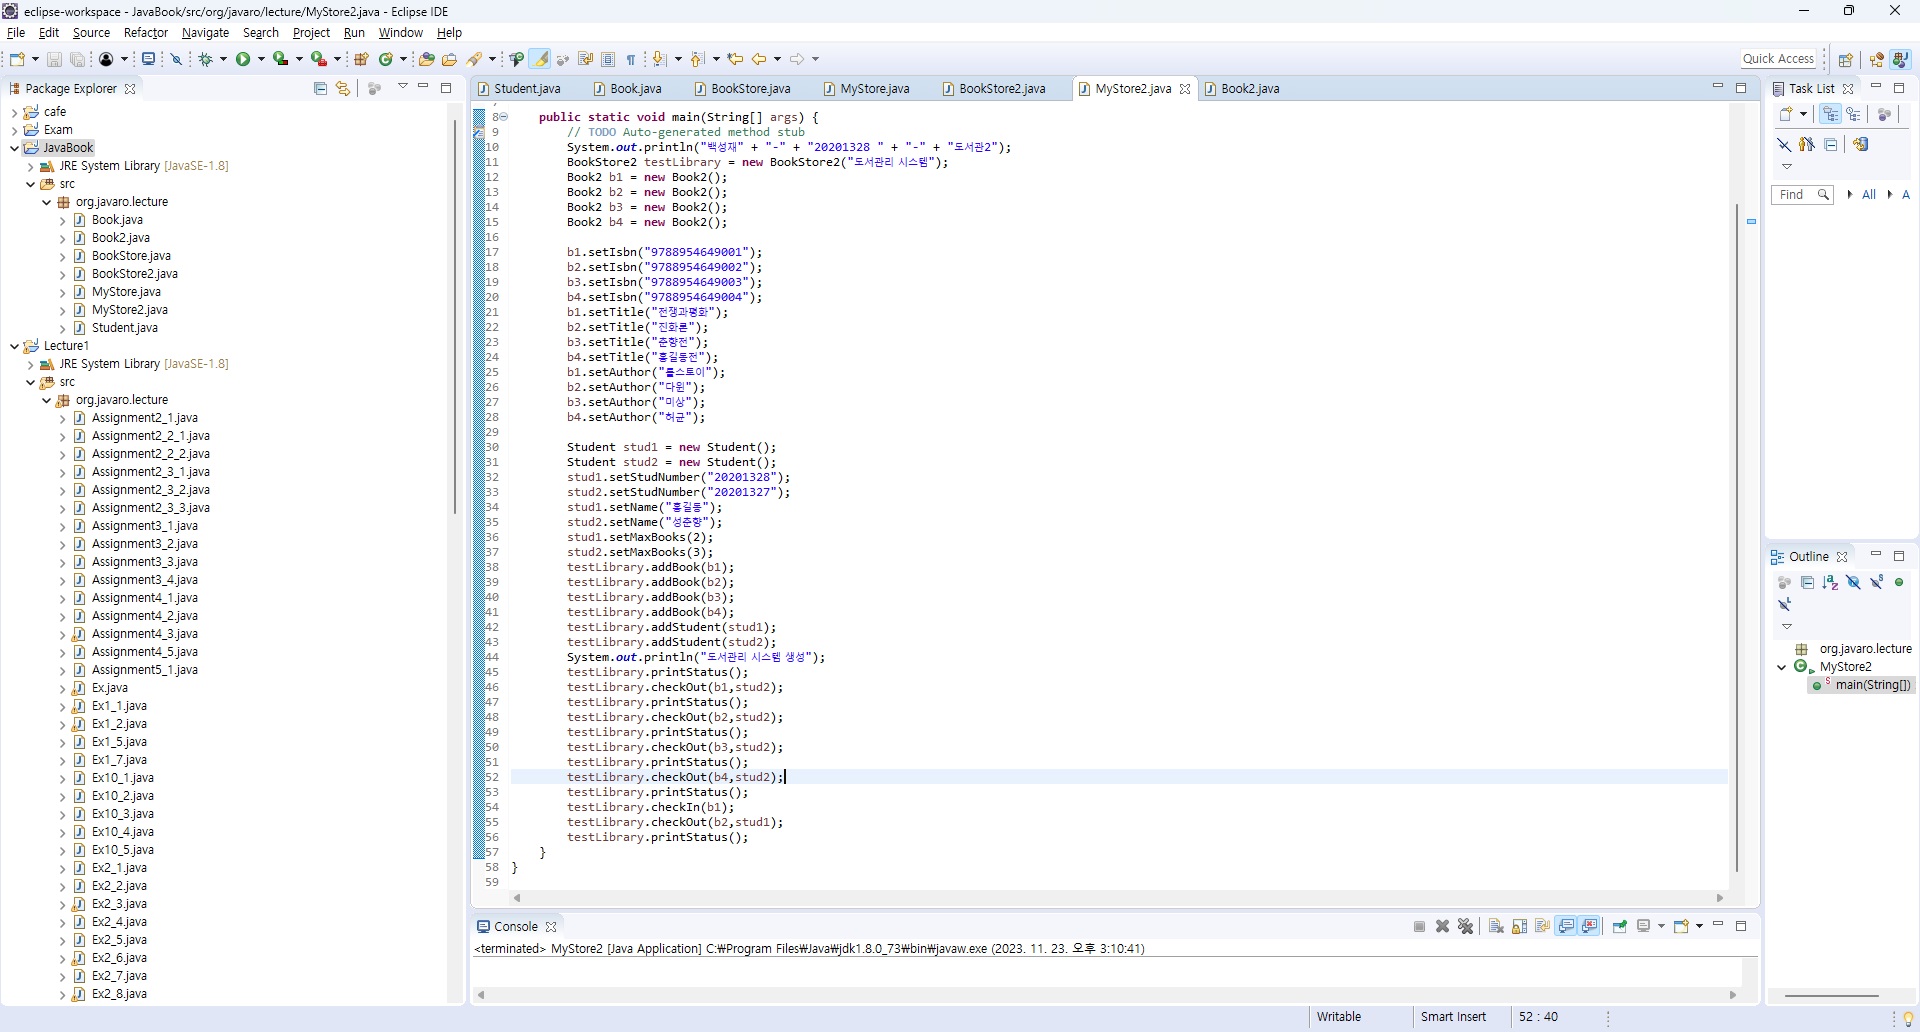 eclipse-workspace - JavaBook/src/org/javaro/lecture/MyStore2.java - Eclipse IDE
File Edit Source Refactor Navigate Search Project Run Window Help
Quick Access
Package Explorer
cafe
Exam
JavaBook
JRE System Library [JavaSE-1.8]
src
org.javaro.lecture
Book.java
Book2.java
BookStore.java
BookStore2.java
MyStore.java
MyStore2.java
Student.java
Lecture1
JRE System Library [JavaSE-1.8]
src
org.javaro.lecture
Assignment2_1.java
Assignment2_2_1.java
Assignment2_2_2.java
Assignment2_3_1.java
Assignment2_3_2.java
Assignment2_3_3.java
Assignment3_1.java
Assignment3_2.java
Assignment3_3.java
Assignment3_4.java
Assignment4_1.java
Assignment4_2.java
Assignment4_3.java
Assignment4_5.java
Assignment5_1.java
Ex.java
Ex1_1.java
Ex1_2.java
Ex1_5.java
Ex1_7.java
Ex10_1.java
Ex10_2.java
Ex10_3.java
Ex10_4.java
Ex10_5.java
Ex2_1.java
Ex2_2.java
Ex2_3.java
Ex2_4.java
Ex2_5.java
Ex2_6.java
Ex2_7.java
Ex2_8.java
Student.java Book.java BookStore.java MyStore.java BookStore2.java MyStore2.java Book2.java
8 public static void main(String[] args) {
9 // TODO Auto-generated method stub
10 System.out.println("백성재" + "-" + "20201328 " + "-" + "도서관2");
11 BookStore2 testLibrary = new BookStore2("도서관리 시스템");
12 Book2 b1 = new Book2();
13 Book2 b2 = new Book2();
14 Book2 b3 = new Book2();
15 Book2 b4 = new Book2();
16
17 b1.setIsbn("9788954649001");
18 b2.setIsbn("9788954649002");
19 b3.setIsbn("9788954649003");
20 b4.setIsbn("9788954649004");
21 b1.setTitle("전쟁과평화");
22 b2.setTitle("진화론");
23 b3.setTitle("춘향전");
24 b4.setTitle("홍길동전");
25 b1.setAuthor("톨스토이");
26 b2.setAuthor("다윈");
27 b3.setAuthor("미상");
28 b4.setAuthor("허균");
29
30 Student stud1 = new Student();
31 Student stud2 = new Student();
32 stud1.setStudNumber("20201328");
33 stud2.setStudNumber("20201327");
34 stud1.setName("홍길동");
35 stud2.setName("성춘향");
36 stud1.setMaxBooks(2);
37 stud2.setMaxBooks(3);
38 testLibrary.addBook(b1);
39 testLibrary.addBook(b2);
40 testLibrary.addBook(b3);
41 testLibrary.addBook(b4);
42 testLibrary.addStudent(stud1);
43 testLibrary.addStudent(stud2);
44 System.out.println("도서관리 시스템 생성");
45 testLibrary.printStatus();
46 testLibrary.checkOut(b1,stud2);
47 testLibrary.printStatus();
48 testLibrary.checkOut(b2,stud2);
49 testLibrary.printStatus();
50 testLibrary.checkOut(b3,stud2);
51 testLibrary.printStatus();
52 testLibrary.checkOut(b4,stud2);
53 testLibrary.printStatus();
54 testLibrary.checkIn(b1);
55 testLibrary.checkOut(b2,stud1);
56 testLibrary.printStatus();
57 }
58 }
59
Console
<terminated> MyStore2 [Java Application] C:₩Program Files₩Java₩jdk1.8.0_73₩bin₩javaw.exe (2023. 11. 23. 오후 3:10:41)
Task List
Find All A
Outline
org.javaro.lecture
MyStore2
main(String[])
Writable Smart Insert 52 : 40